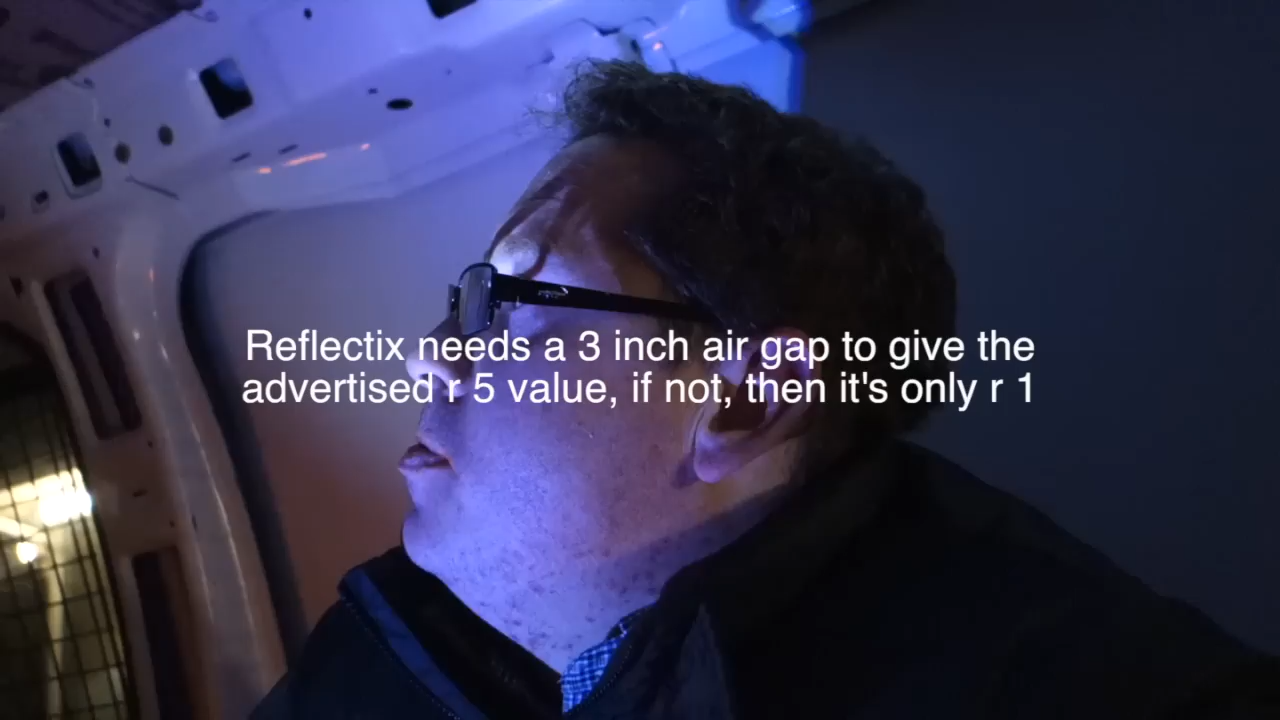 Reflectix needs a 3 inch air gap to give the
advertised r 5 value, if not, then it's only r 1